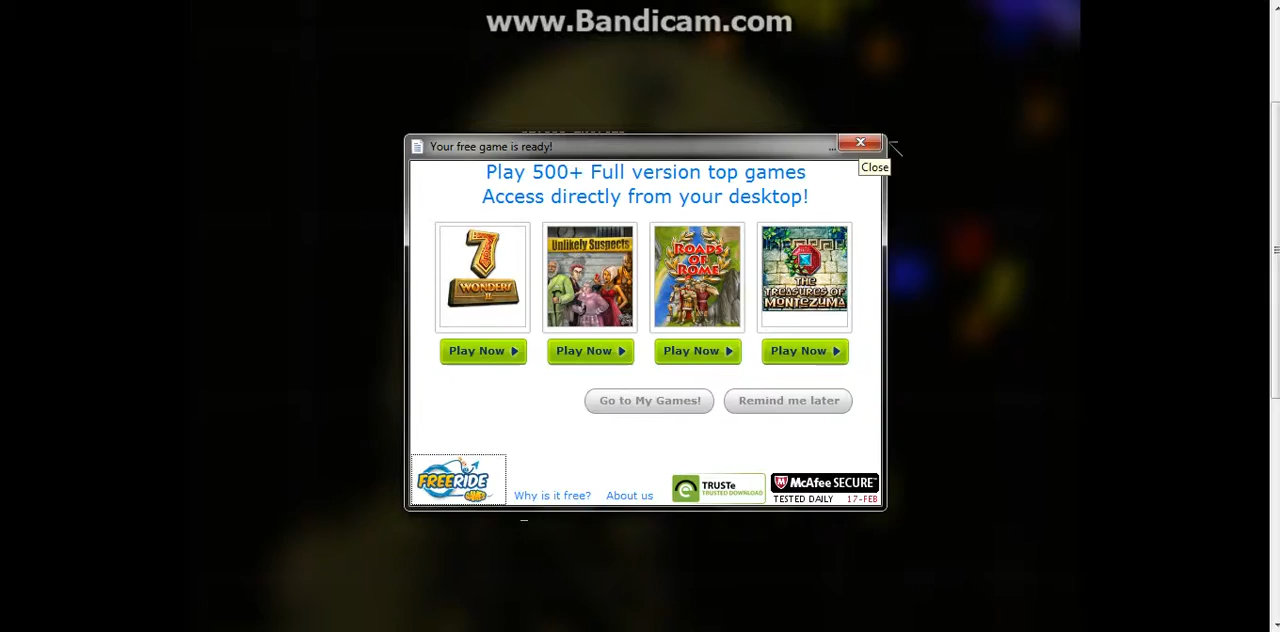 www.Bandicam.com
Your free game is ready!
...
Close
Play 500+ Full version top games
Access directly from your desktop!
7
WONDERS
II
Unlikely Suspects
ROADS
OF
ROME
THE
TREASURES OF
MONTEZUMA
Play Now
Play Now
Play Now
Play Now
Go to My Games!
Remind me later
FREERIDE
Why is it free?
About us
TRUSTe
TRUSTED DOWNLOAD
McAfee SECURE™
TESTED DAILY 17-FEB